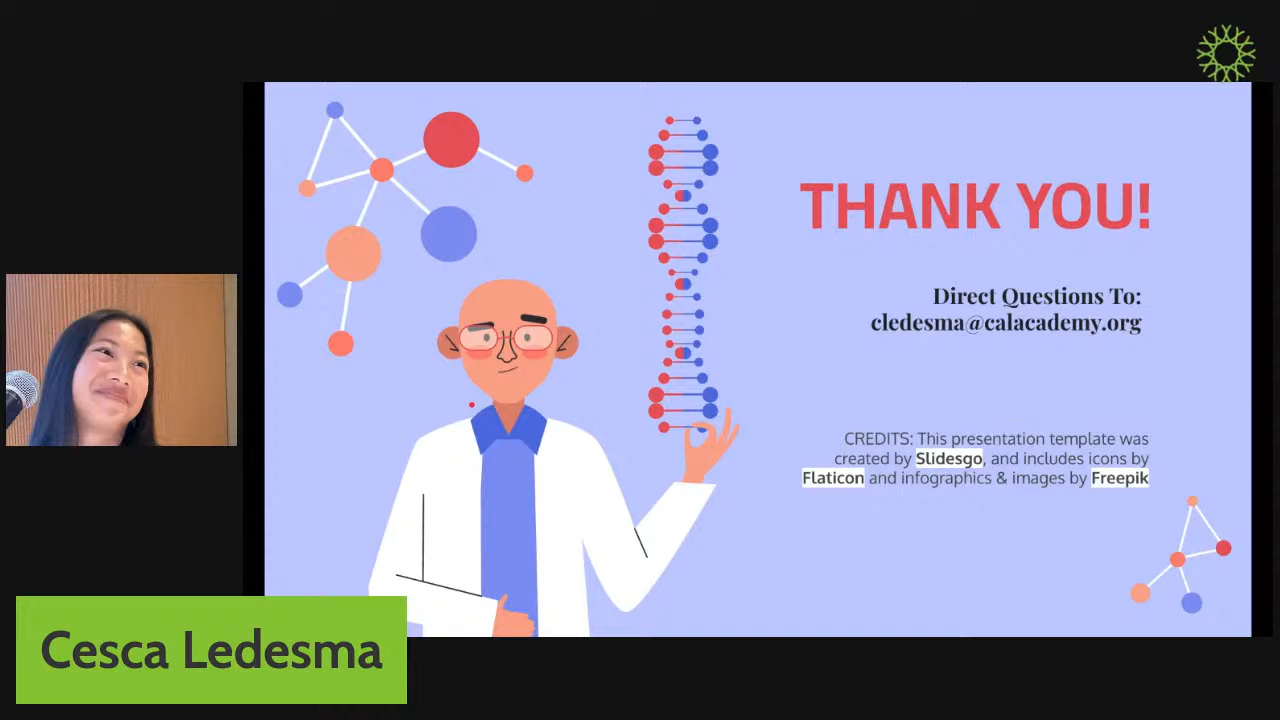 THANK YOU!
Direct Questions To:
cledesma@calacademy.org
CREDITS: This presentation template was
created by Slidesgo, and includes icons by
Flaticon and infographics & images by Freepik
Cesca Ledesma